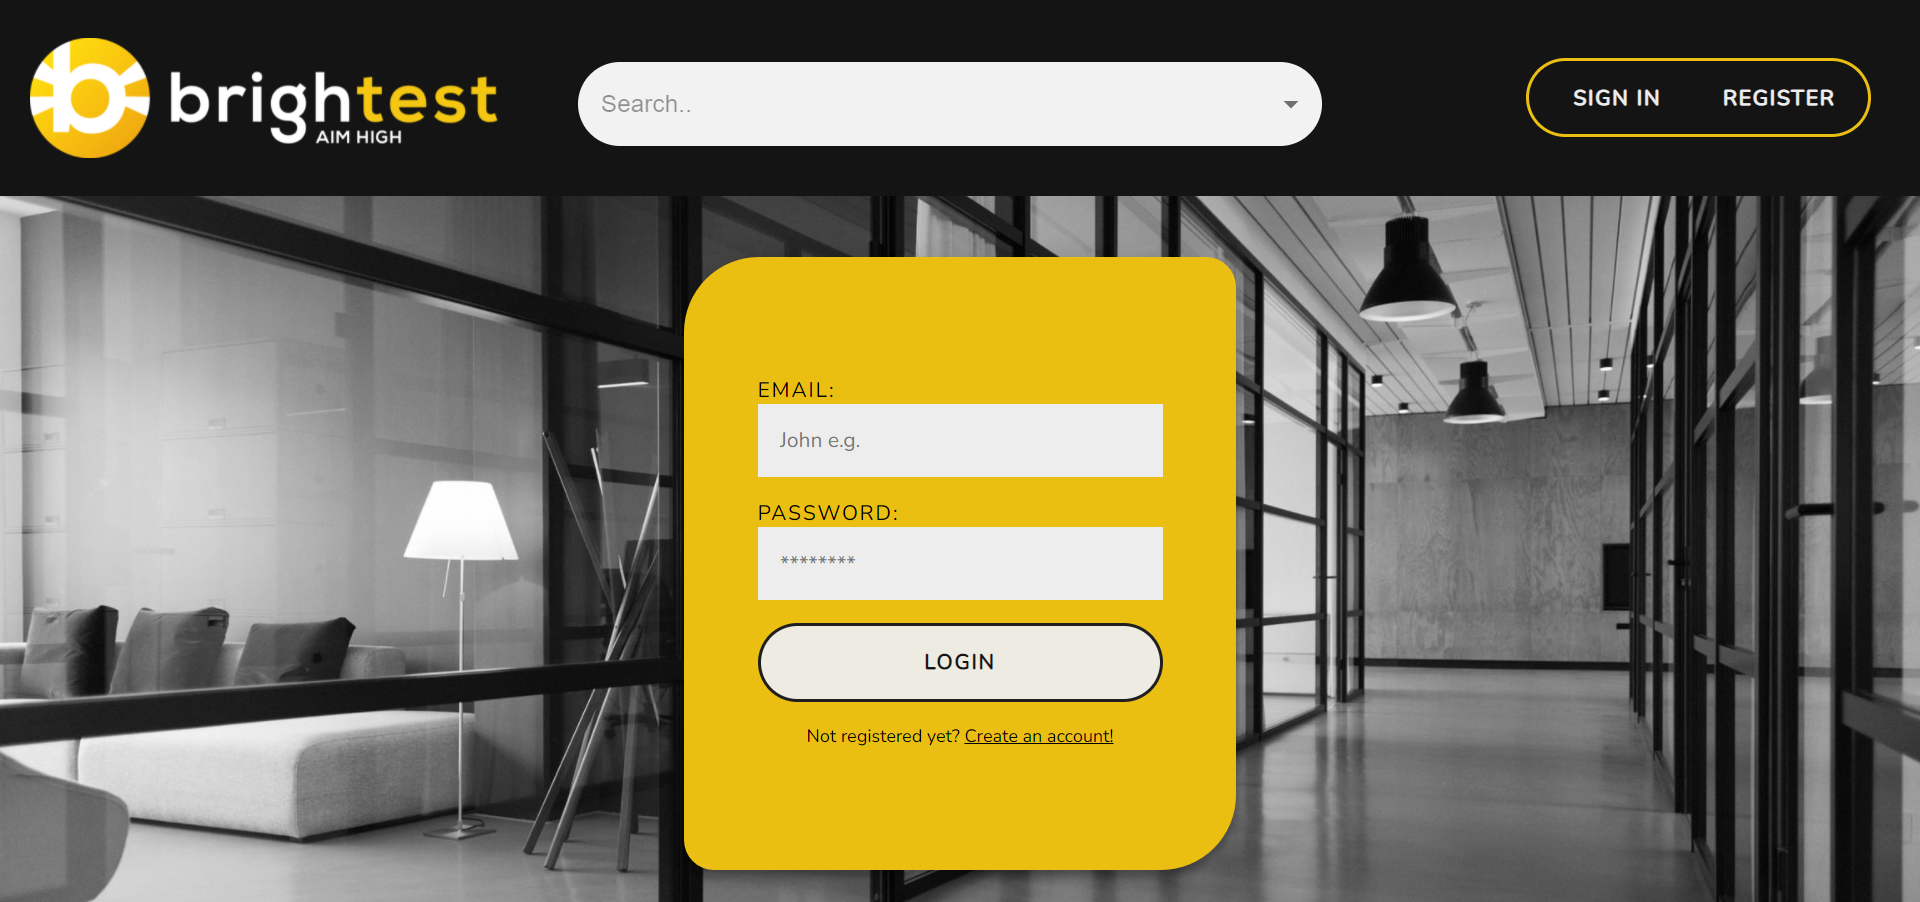 brightest
AIM HIGH
Search..
SIGN IN
REGISTER
EMAIL:
John e.g.
PASSWORD:
********
LOGIN
Not registered yet? Create an account!